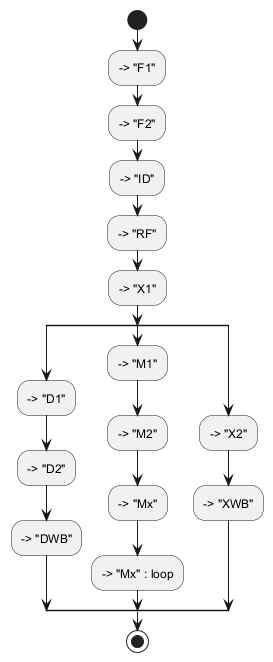 -> "F1"
-> "F2"
-> "ID"
-> "RF"
-> "X1"
-> "M1"
-> "D1"
-> "M2"
-> "X2"
-> "D2"
-> "Mx"
-> "XWB"
-> "DWB"
-> "Mx" : loop